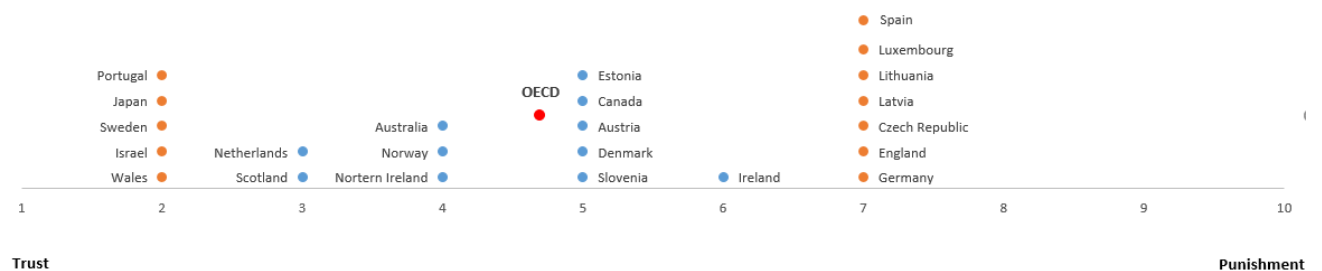 Spain
Luxembourg
Portugal Estonia Lithuania
OECD
Japan Canada Latvia
Sweden Australia Austria Czech Republic
Israel Netherlands Norway Denmark England
Wales Scotland Nortern Ireland Slovenia Ireland Germany
1 2 3 4 5 6 7 8 9 10
Trust Punishment